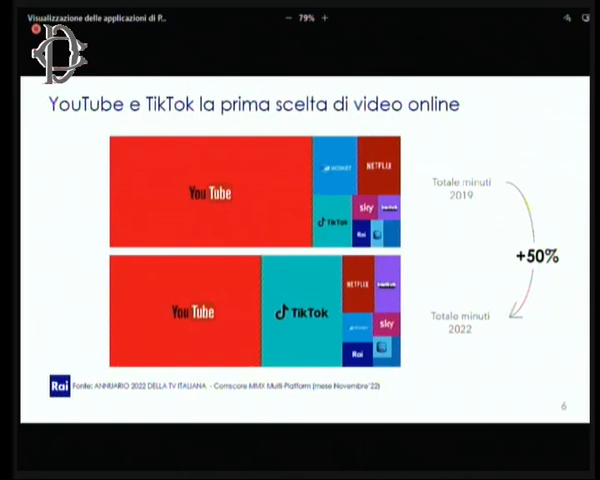 Visualizzazione delle applicazioni di P...
79%
YouTube e TikTok la prima scelta di video online
YouTube
NETFLIX
TikTok
sky
Rai
Totale minuti
2019
+50%
YouTube
TikTok
NETFLIX
sky
Rai
Totale minuti
2022
Rai Fonte: ANNUARIO 2022 DELLA TV ITALIANA - Comscore MMX Multi-Platform (mese Novembre'22)
6